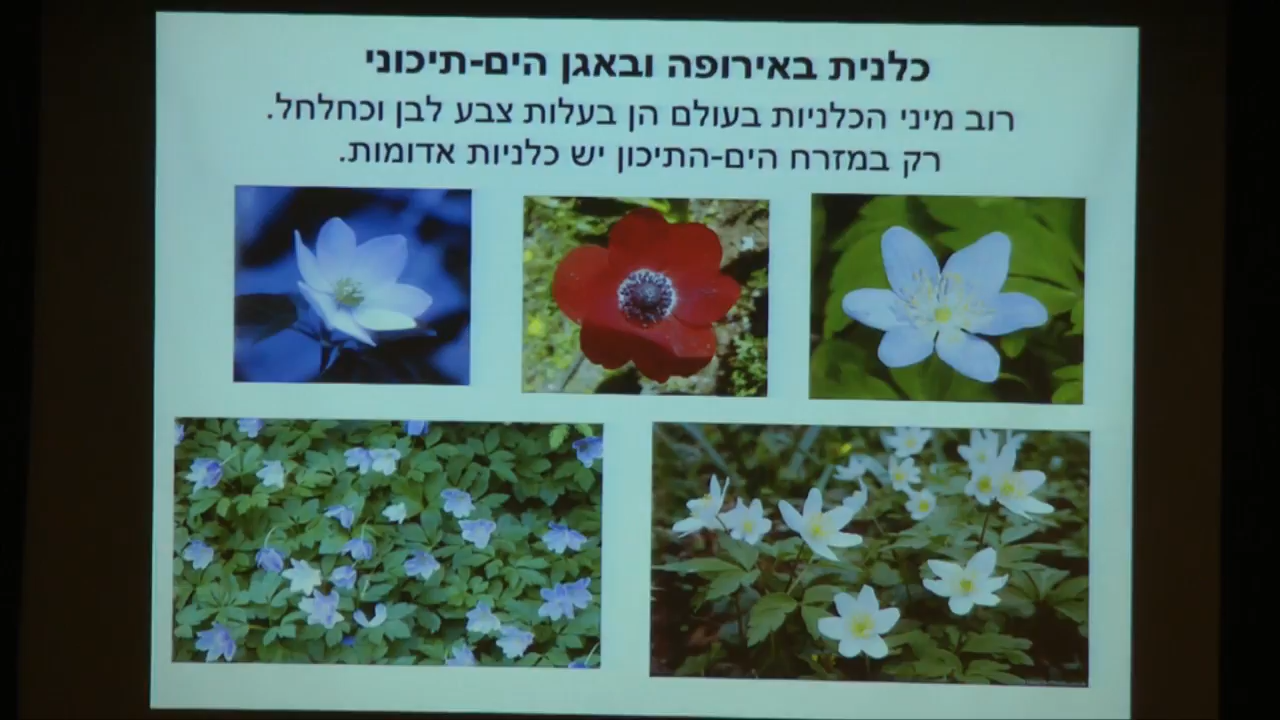 כלנית באירופה ובאגן הים-תיכוני
רוב מיני הכלניות בעולם הן בעלות צבע לבן וכחלחל.
רק במזרח הים-התיכון יש כלניות אדומות.